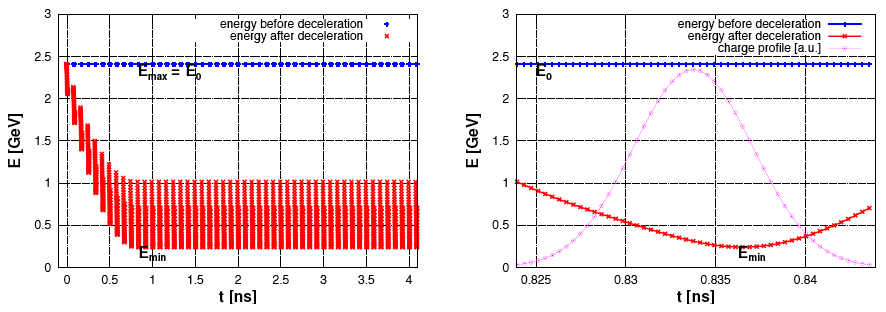 energy before deceleration
energy after deceleration
E_max = E_0
E_min
E [GeV]
3
2.5
2
1.5
1
0.5
0
0 0.5 1 1.5 2 2.5 3 3.5 4
t [ns]
energy before deceleration
energy after deceleration
charge profile [a.u.]
E_0
E_min
E [GeV]
3
2.5
2
1.5
1
0.5
0
0.825 0.83 0.835 0.84
t [ns]